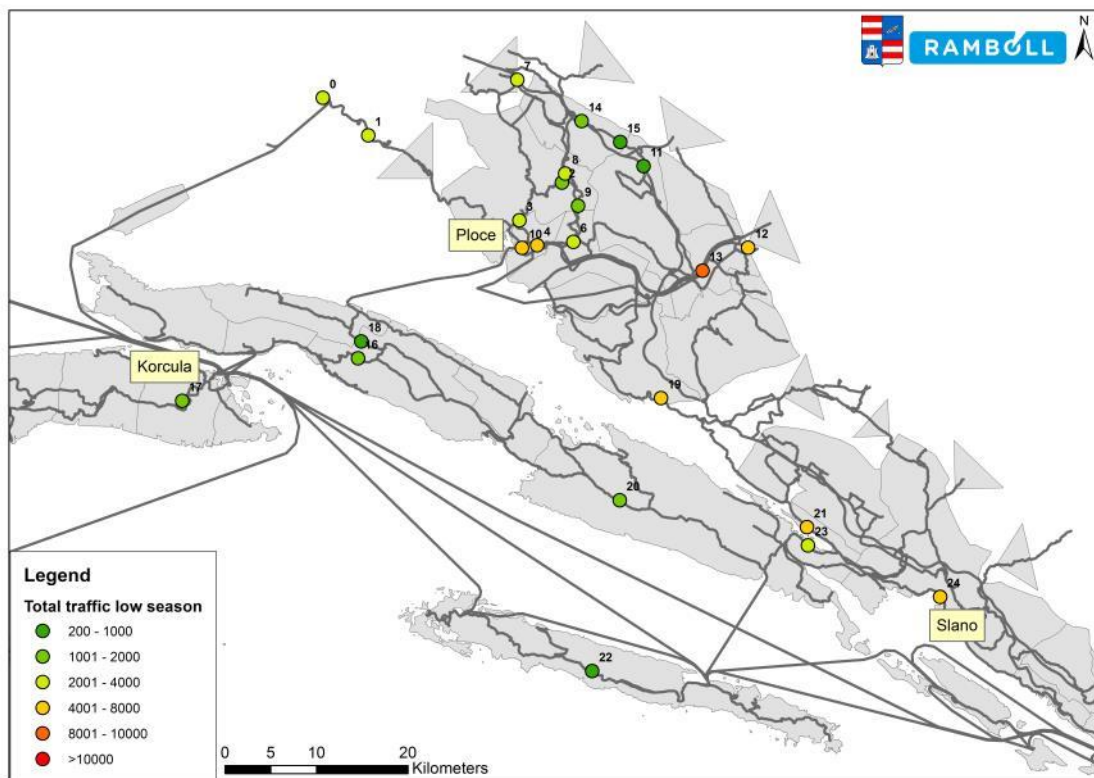 RAMBOLL
N
0
1
7
14
15
11
8
2
9
3
Ploce
10
4
6
12
13
18
16
Korcula
17
19
20
21
23
24
Slano
22
Legend
Total traffic low season
200 - 1000
1001 - 2000
2001 - 4000
4001 - 8000
8001 - 10000
>10000
0 5 10 20
Kilometers